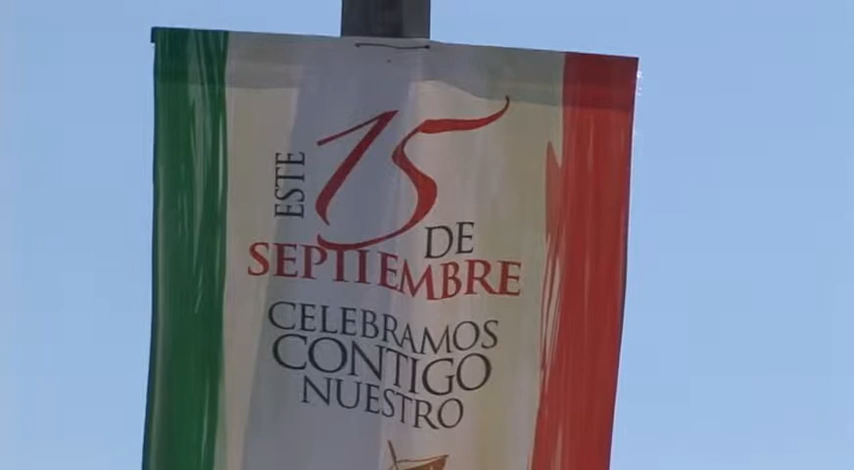 ESTE 15 DE
SEPTIEMBRE
CELEBRAMOS
CONTIGO
NUESTRO